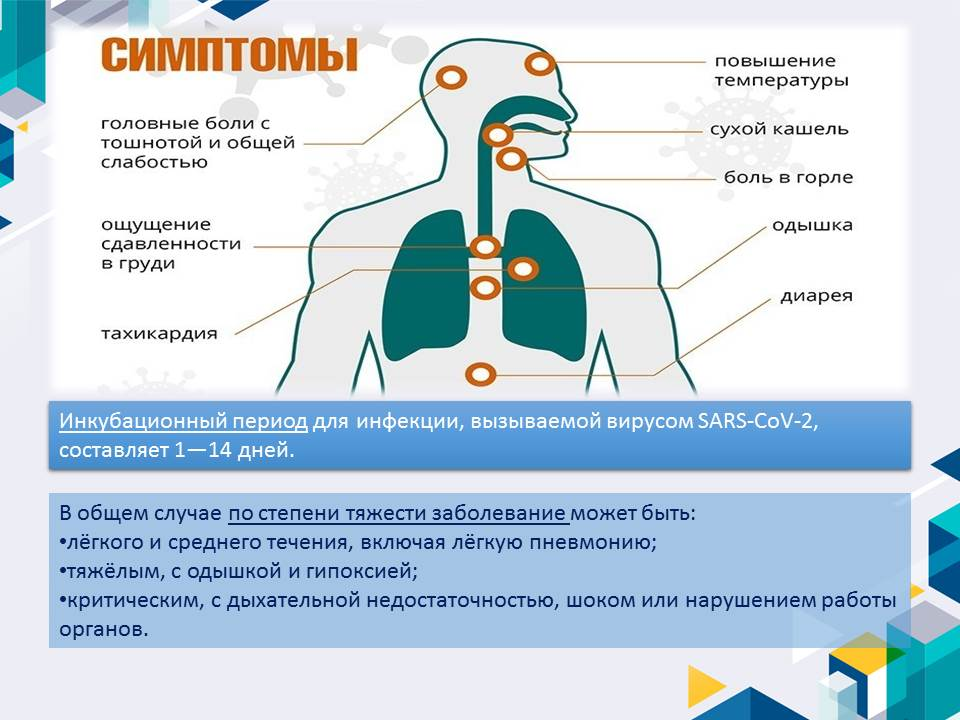 СИМПТОМЫ
головные боли с
тошнотой и общей
слабостью
ощущение
сдавленности
в груди
тахикардия
повышение
температуры
сухой кашель
боль в горле
одышка
диарея
Инкубационный период для инфекции, вызываемой вирусом SARS-CoV-2,
составляет 1—14 дней.
В общем случае по степени тяжести заболевание может быть:
•лёгкого и среднего течения, включая лёгкую пневмонию;
•тяжёлым, с одышкой и гипоксией;
•критическим, с дыхательной недостаточностью, шоком или нарушением работы
органов.